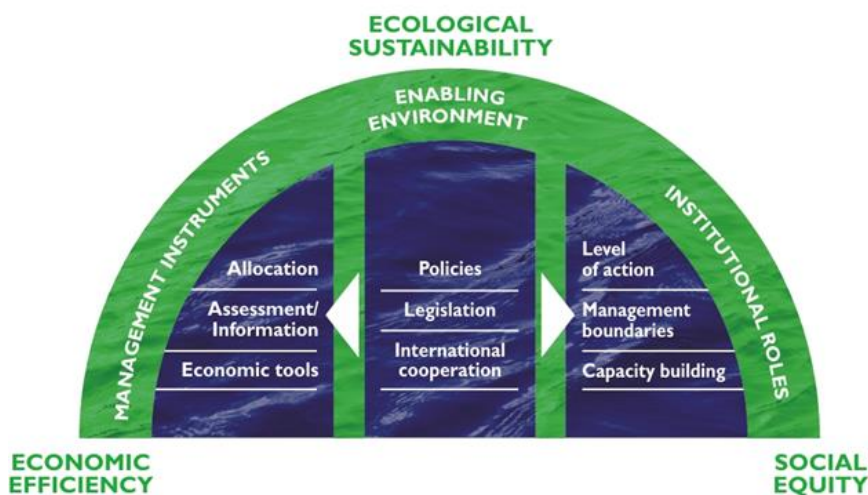 ECOLOGICAL
SUSTAINABILITY
ENABLING
ENVIRONMENT
MANAGEMENT INSTRUMENTS
INSTITUTIONAL ROLES
Allocation
Assessment/
Information
Economic tools
Policies
Legislation
International
cooperation
Level
of action
Management
boundaries
Capacity building
ECONOMIC
EFFICIENCY
SOCIAL
EQUITY